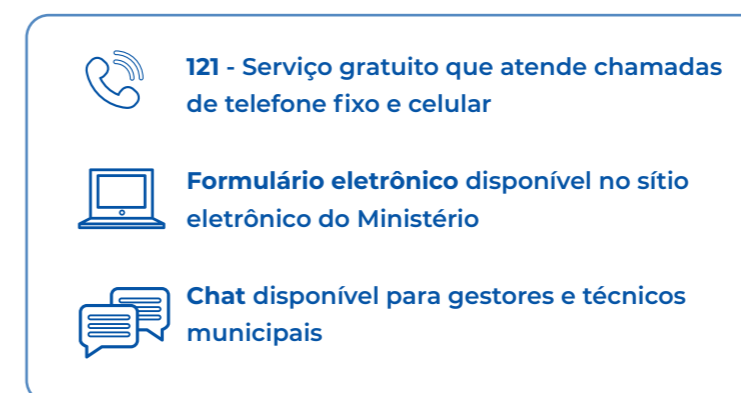 121 - Serviço gratuito que atende chamadas
de telefone fixo e celular
Formulário eletrônico disponível no sítio
eletrônico do Ministério
Chat disponível para gestores e técnicos
municipais